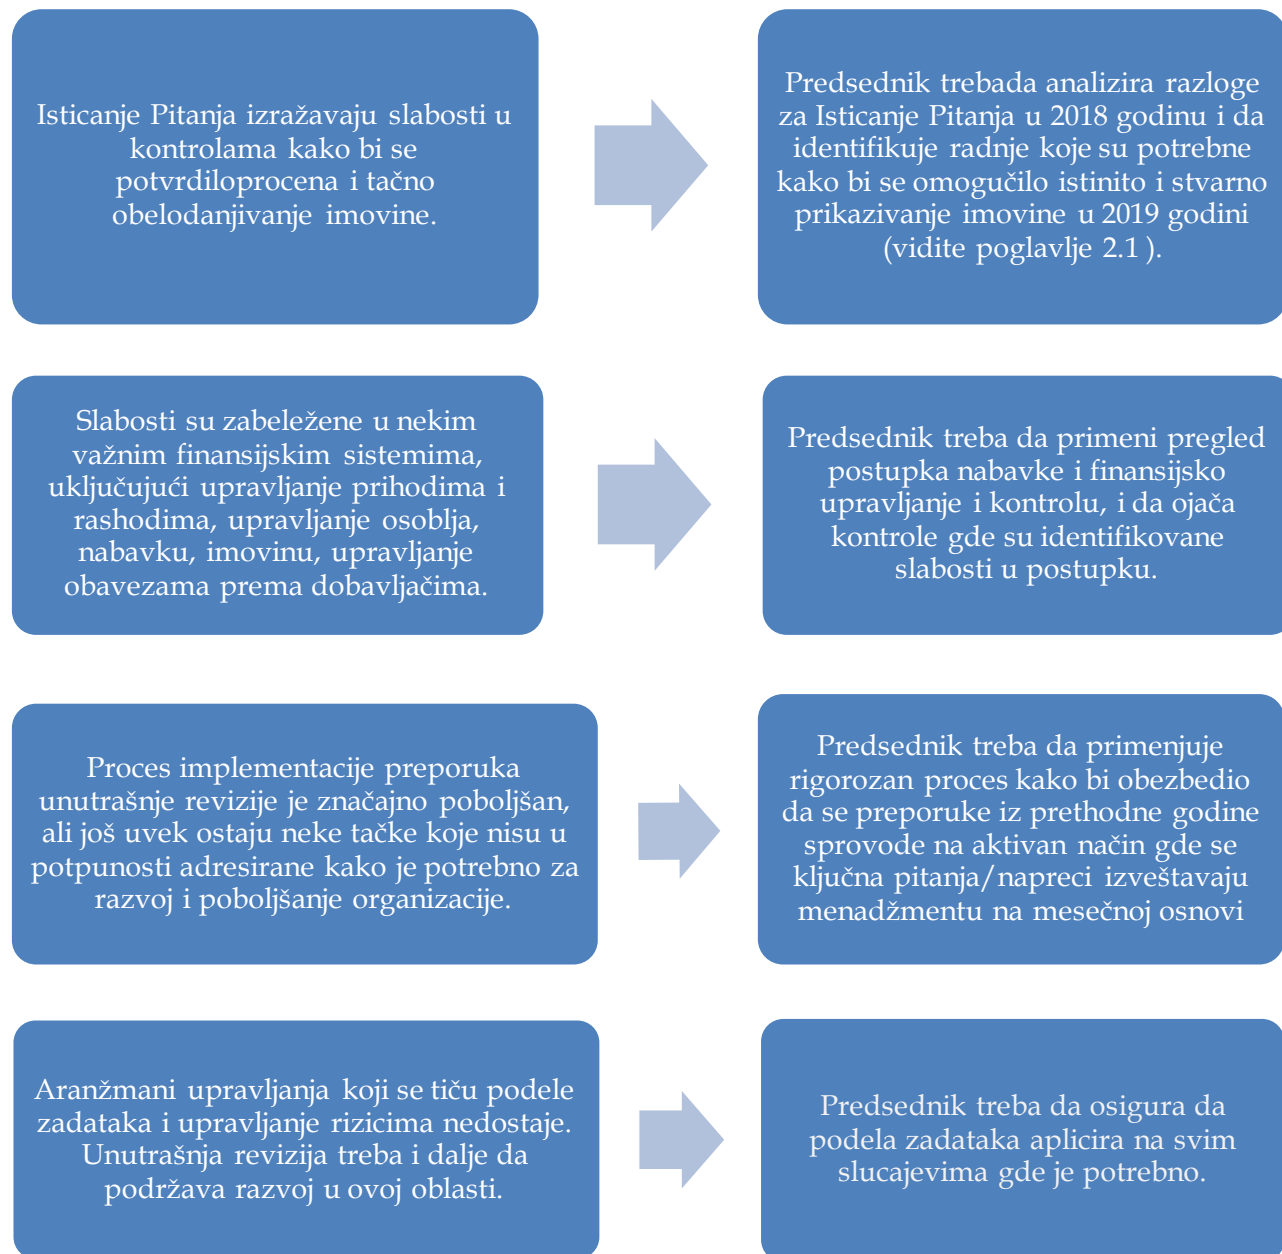 Isticanje Pitanja izražavaju slabosti u
kontrolama kako bi se
potvrdiloprocena i tačno
obelodanjivanje imovine.
Predsednik trebada analizira razloge
za Isticanje Pitanja u 2018 godinu i da
identifikuje radnje koje su potrebne
kako bi se omogučilo istinito i stvarno
prikazivanje imovine u 2019 godini
(vidite poglavlje 2.1 ).
Slabosti su zabeležene u nekim
važnim finansijskim sistemima,
uključujući upravljanje prihodima i
rashodima, upravljanje osoblja,
nabavku, imovinu, upravljanje
obavezama prema dobavljačima.
Predsednik treba da primeni pregled
postupka nabavke i finansijsko
upravljanje i kontrolu, i da ojača
kontrole gde su identifikovane
slabosti u postupku.
Proces implementacije preporuka
unutrašnje revizije je značajno poboljšan,
ali još uvek ostaju neke tačke koje nisu u
potpunosti adresirane kako je potrebno za
razvoj i poboljšanje organizacije.
Predsednik treba da primenjuje
rigorozan proces kako bi obezbedio
da se preporuke iz prethodne godine
sprovode na aktivan način gde se
ključna pitanja/napreci izveštavaju
menadžmentu na mesečnoj osnovi
Aranžmani upravljanja koji se tiču podele
zadataka i upravljanje rizicima nedostaje.
Unutrašnja revizija treba i dalje da
podržava razvoj u ovoj oblasti.
Predsednik treba da osigura da
podela zadataka aplicira na svim
slucajevima gde je potrebno.